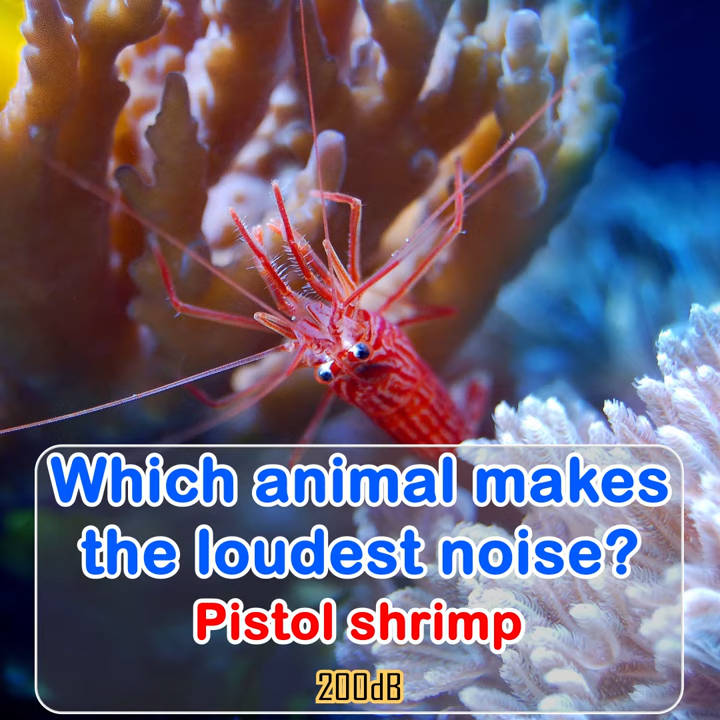 Which animal makes
the loudest noise?
Pistol shrimp
200dB